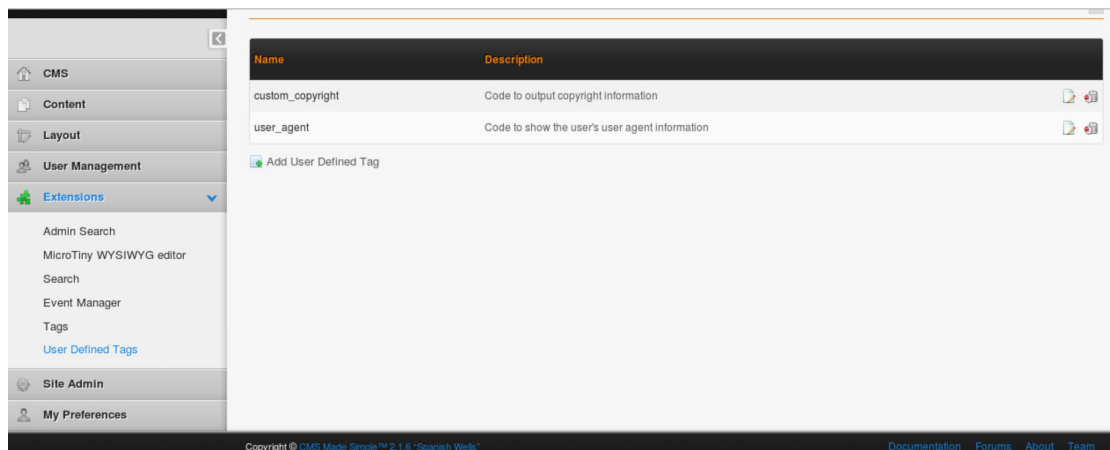 CMS
Content
Layout
User Management
Extensions
Admin Search
MicroTiny WYSIWYG editor
Search
Event Manager
Tags
User Defined Tags
Site Admin
My Preferences
Name Description
custom_copyright Code to output copyright information
user_agent Code to show the user's user agent information
Add User Defined Tag
Copyright © CMS Made Simple™ 2.1.6 "Spanish Wells"
Documentation Forums About Team